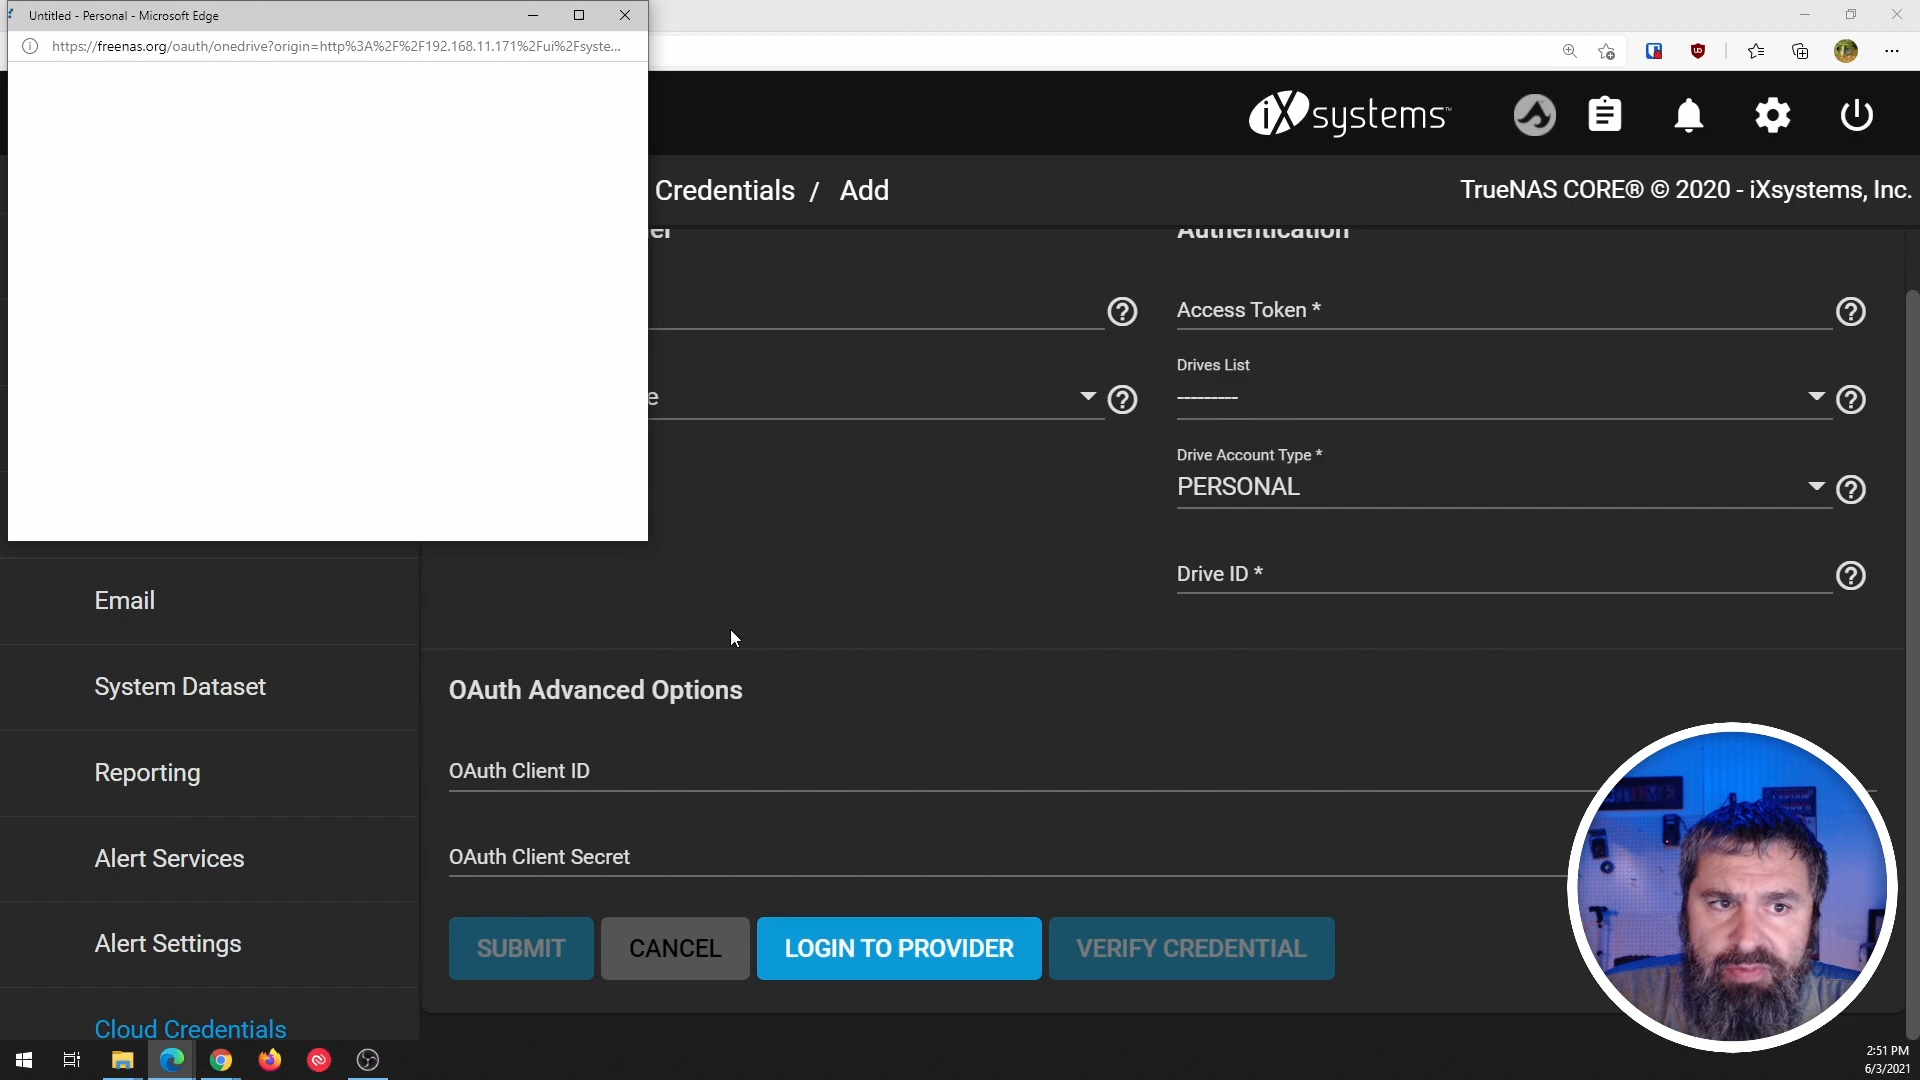 Untitled - Personal - Microsoft Edge
https://freenas.org/oauth/onedrive?origin=http%3A%2F%2F192.168.11.171%2Fui%2Fsyste...
iXsystems™
Credentials / Add
TrueNAS CORE® © 2020 - iXsystems, Inc.
er
Authentication
Access Token *
Drives List
---------
e
Drive Account Type *
PERSONAL
Drive ID *
Email
System Dataset
Reporting
Alert Services
Alert Settings
Cloud Credentials
OAuth Advanced Options
OAuth Client ID
OAuth Client Secret
SUBMIT
CANCEL
LOGIN TO PROVIDER
VERIFY CREDENTIAL
2:51 PM
6/3/2021